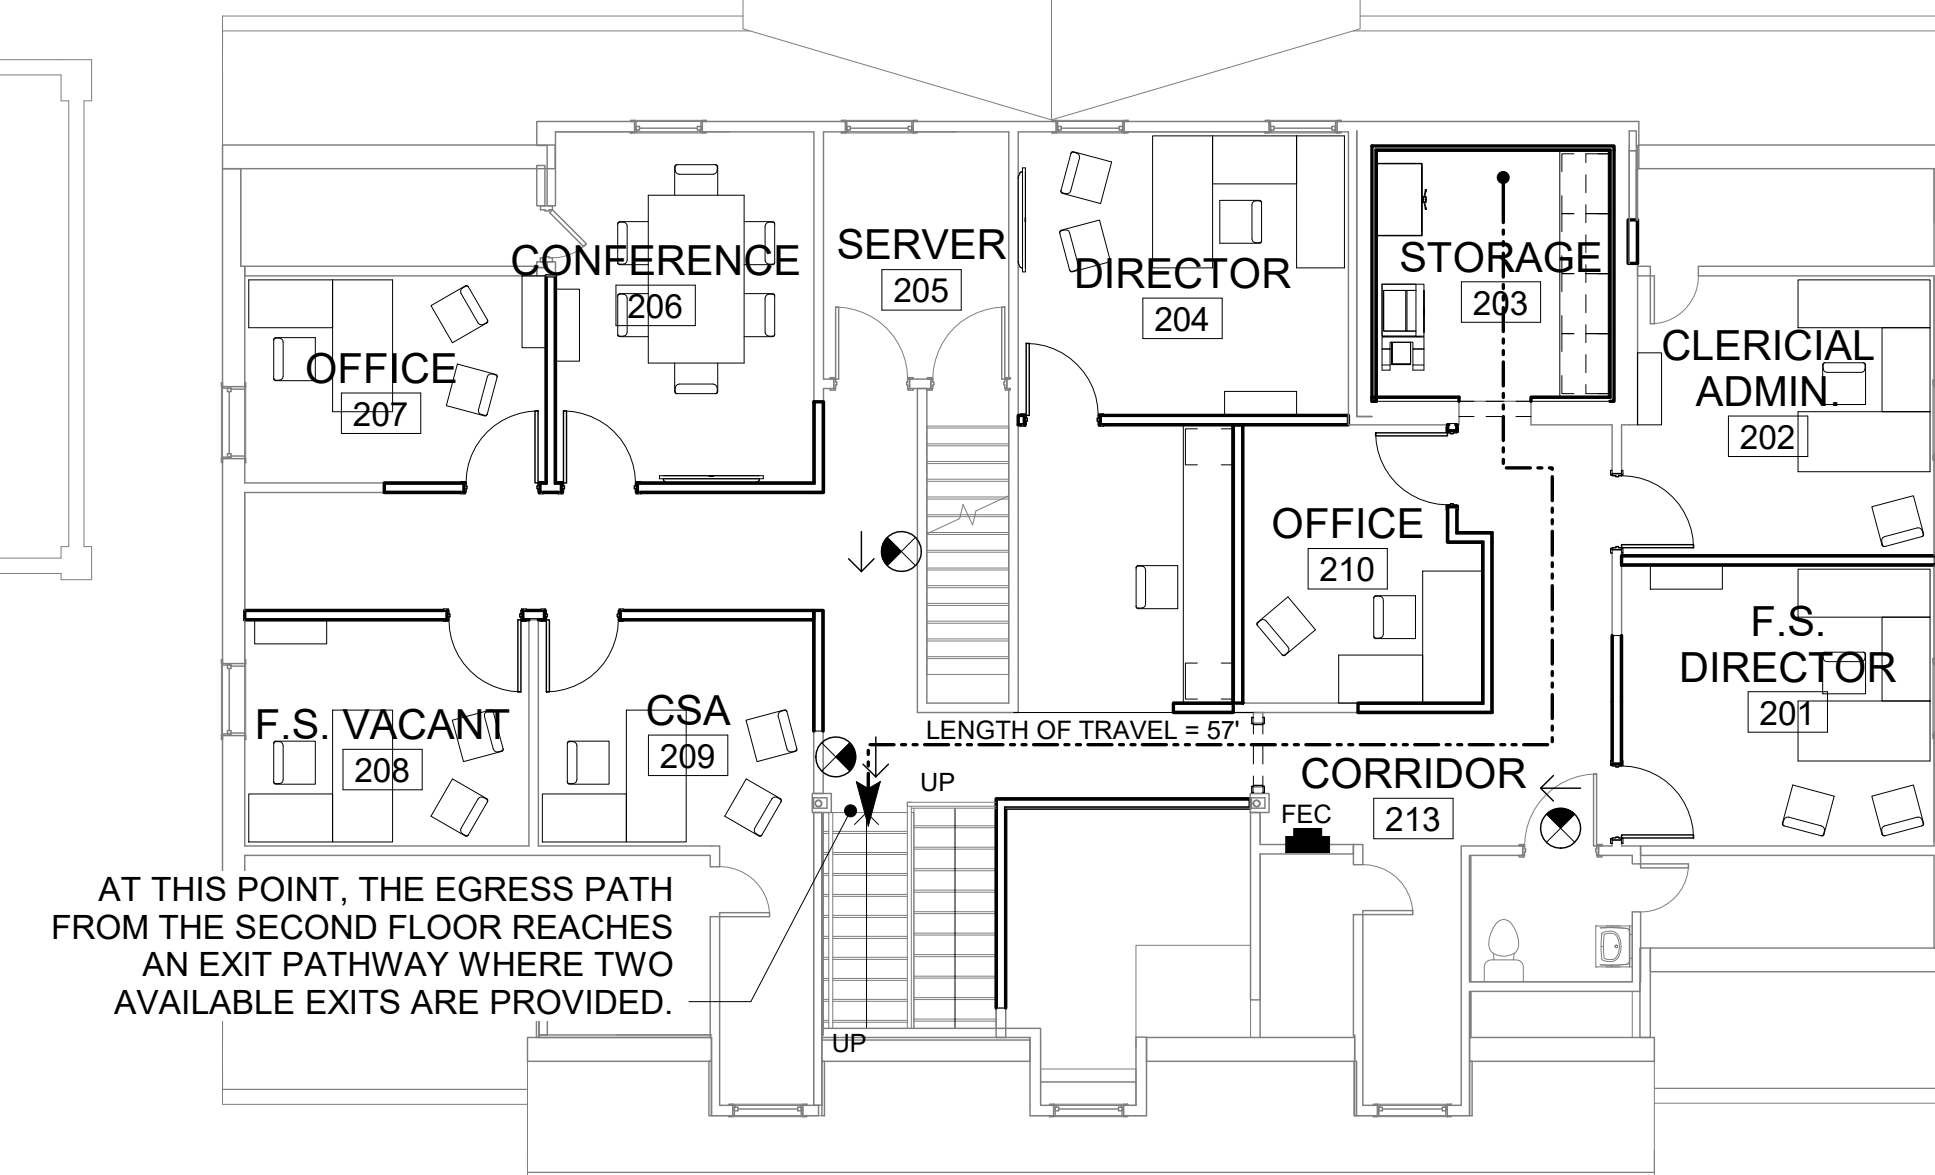 CONFERENCE
206
SERVER
205
DIRECTOR
204
STORAGE
203
OFFICE
207
CLERICIAL
ADMIN.
202
OFFICE
210
F.S.
DIRECTOR
201
F.S. VACANT
208
CSA
209
LENGTH OF TRAVEL = 57'
UP
CORRIDOR
213
FEC
AT THIS POINT, THE EGRESS PATH
FROM THE SECOND FLOOR REACHES
AN EXIT PATHWAY WHERE TWO
AVAILABLE EXITS ARE PROVIDED.
UP